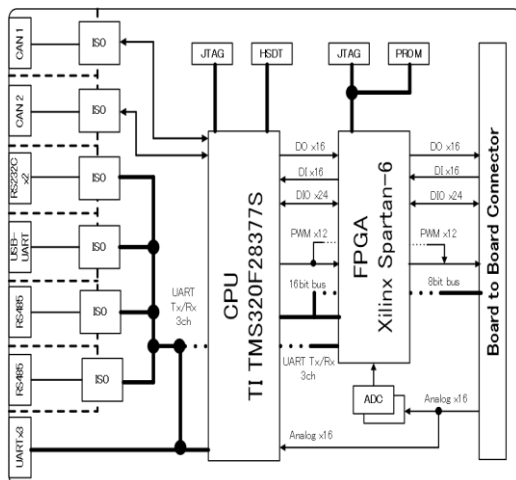 CAN 1
ISO
CAN 2
ISO
RS232C
x2
ISO
USB-
UART
ISO
RS485
ISO
RS485
ISO
UARTx3
JTAG
HSDT
JTAG
PROM
CPU
TI TMS320F28377S
FPGA
Xilinx Spartan-6
Board to Board Connector
DO x16
DI x16
DIO x24
PWM x12
16bit bus
UART
Tx/Rx
3ch
UART Tx/Rx
3ch
DO x16
DI x16
DIO x24
PWM x12
8bit bus
ADC
Analog x16
Analog x16